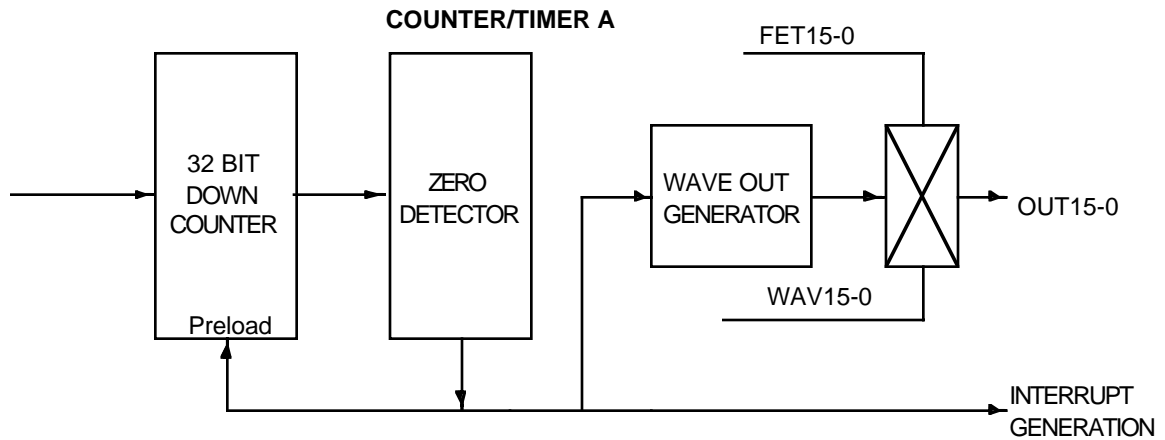 COUNTER/TIMER A
FET15-0
32 BIT
DOWN
COUNTER
Preload
ZERO
DETECTOR
WAVE OUT
GENERATOR
OUT15-0
WAV15-0
INTERRUPT
GENERATION